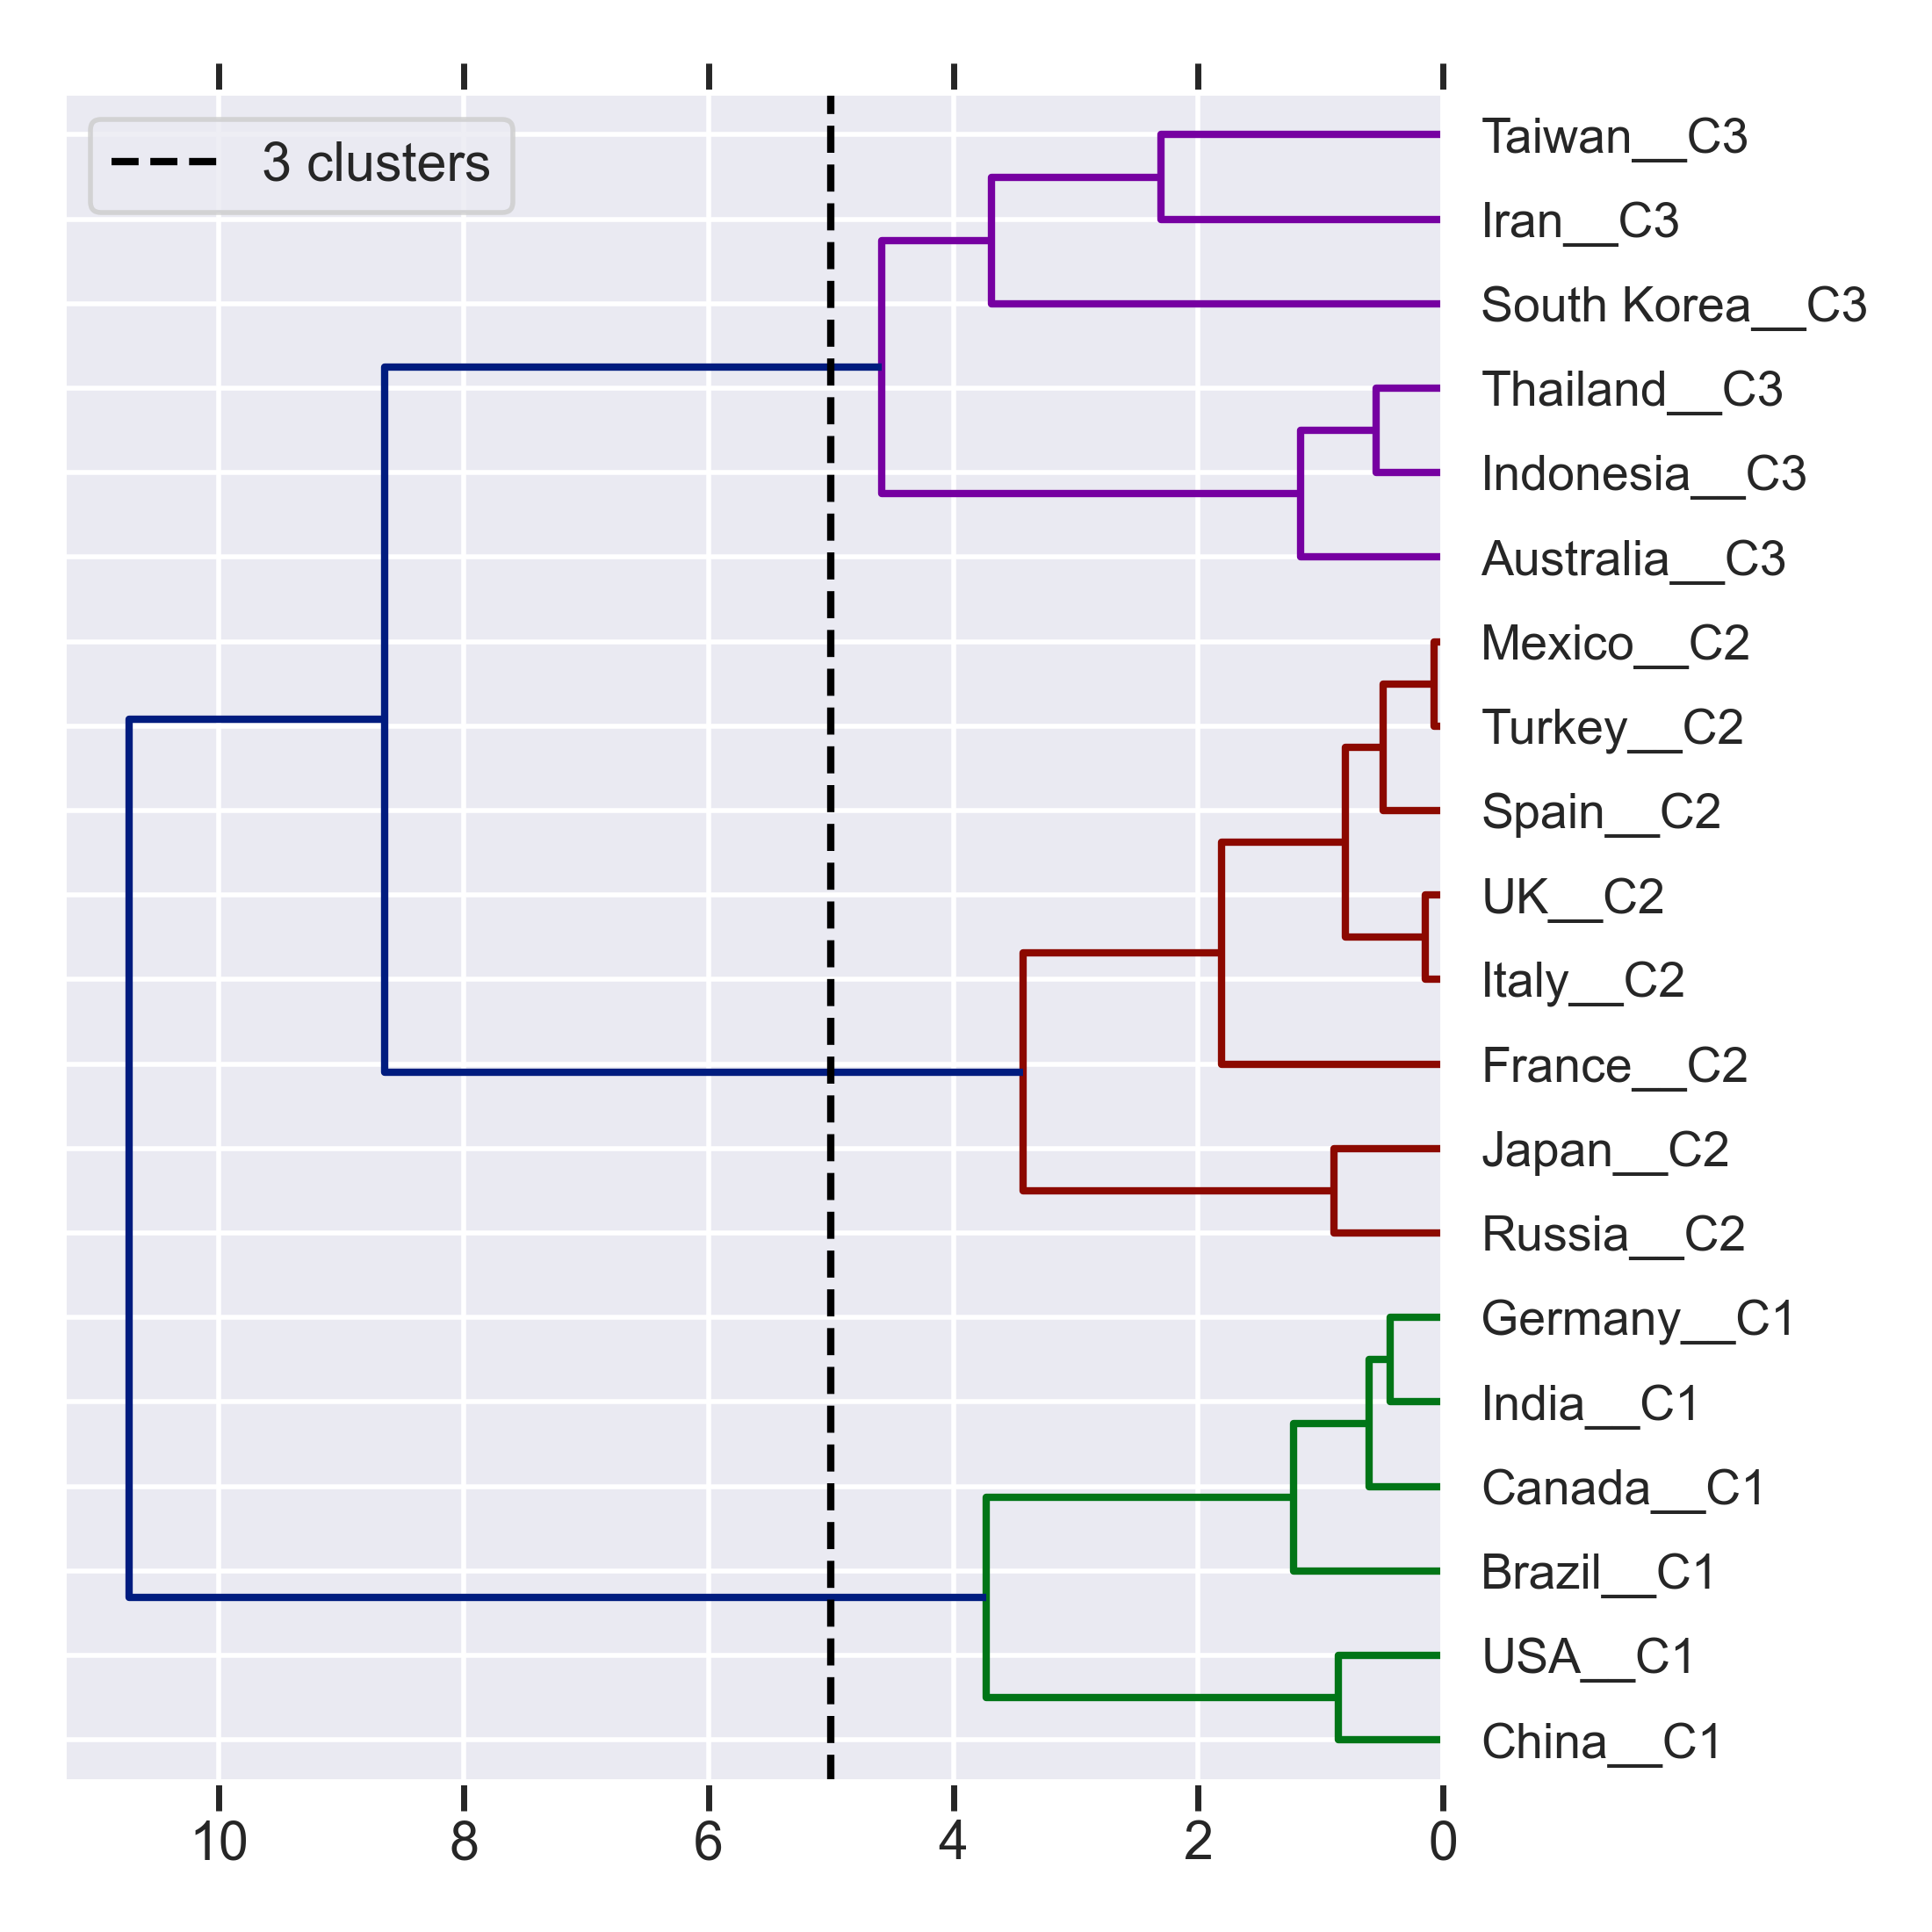 3 clusters
Taiwan__C3
Iran__C3
South Korea__C3
Thailand__C3
Indonesia__C3
Australia__C3
Mexico__C2
Turkey__C2
Spain__C2
UK__C2
Italy__C2
France__C2
Japan__C2
Russia__C2
Germany__C1
India__C1
Canada__C1
Brazil__C1
USA__C1
China__C1
10 8 6 4 2 0